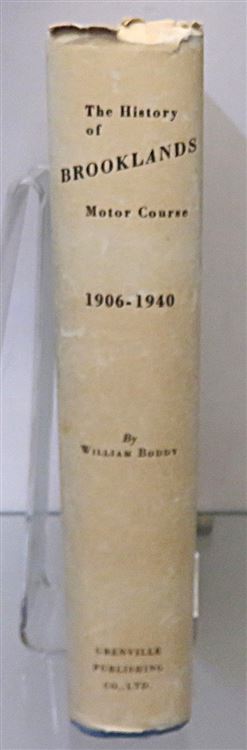 The History
of
BROOKLANDS
Motor Course
1906-1940
By
WILLIAM BODDY
GRENVILLE
PUBLISHING
CO., LTD.